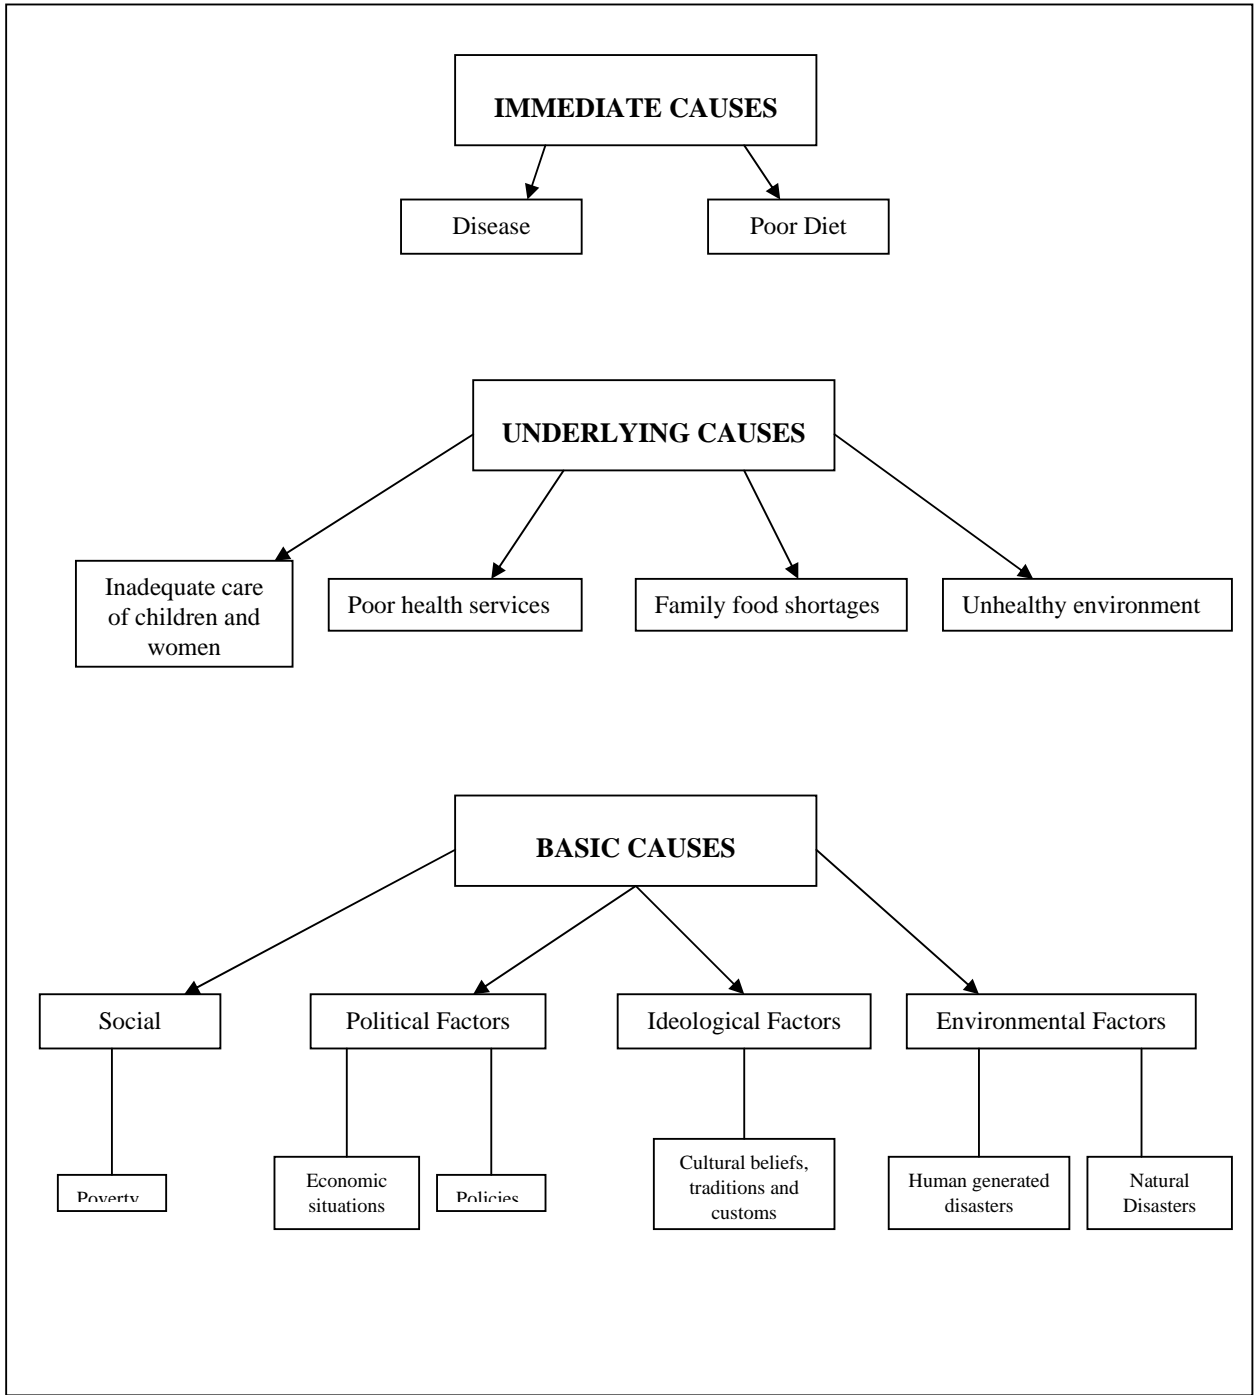 IMMEDIATE CAUSES
Disease
Poor Diet
UNDERLYING CAUSES
Inadequate care
of children and
women
Poor health services
Family food shortages
Unhealthy environment
BASIC CAUSES
Social
Political Factors
Ideological Factors
Environmental Factors
Poverty
Economic
situations
Policies
Cultural beliefs,
traditions and
customs
Human generated
disasters
Natural
Disasters